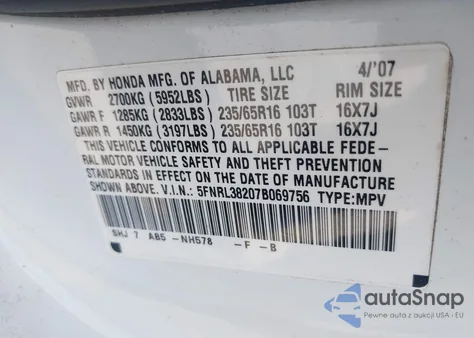 MFD. BY HONDA MFG. OF ALABAMA, LLC 4/'07
GVWR 2700KG (5952LBS) TIRE SIZE RIM SIZE
GAWR F 1285KG (2833LBS) 235/65R16 103T 16X7J
GAWR R 1450KG (3197LBS) 235/65R16 103T 16X7J
THIS VEHICLE CONFORMS TO ALL APPLICABLE FEDE-
RAL MOTOR VEHICLE SAFETY AND THEFT PREVENTION
STANDARDS IN EFFECT ON THE DATE OF MANUFACTURE
SHOWN ABOVE. V.I.N.: 5FNRL38207B069756 TYPE:MPV
SHJ 7 AB5 -NH578 -F -B
autoSnap
Pewne auta z aukcji USA i EU